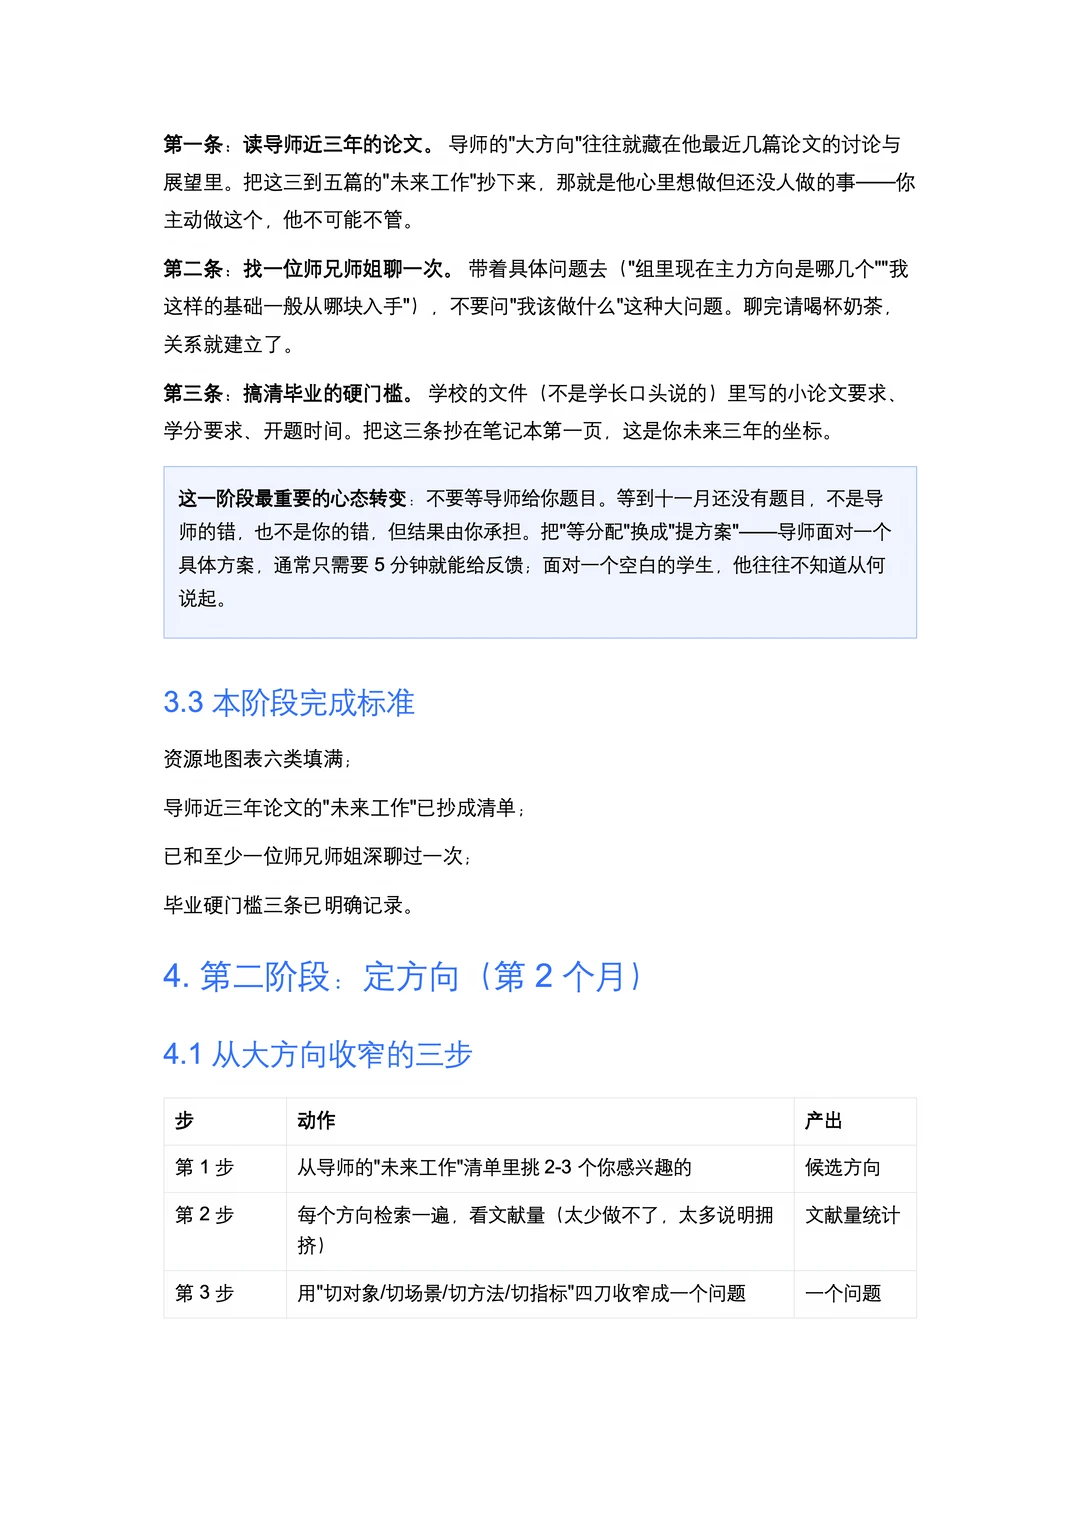 第一条：读导师近三年的论文。 导师的"大方向"往往就藏在他最近几篇论文的讨论与
展望里。把这三到五篇的"未来工作"抄下来，那就是他心里想做但还没人做的事——你
主动做这个，他不可能不管。
第二条：找一位师兄师姐聊一次。 带着具体问题去（"组里现在主力方向是哪几个""我
这样的基础一般从哪块入手"），不要问"我该做什么"这种大问题。聊完请喝杯奶茶，
关系就建立了。
第三条：搞清毕业的硬门槛。 学校的文件（不是学长口头说的）里写的小论文要求、
学分要求、开题时间。把这三条抄在笔记本第一页，这是你未来三年的坐标。
这一阶段最重要的心态转变：不要等导师给你题目。等到十一月还没有题目，不是导
师的错，也不是你的错，但结果由你承担。把"等分配"换成"提方案"——导师面对一个
具体方案，通常只需要 5 分钟就能给反馈；面对一个空白的学生，他往往不知道从何
说起。
3.3 本阶段完成标准
资源地图表六类填满；
导师近三年论文的"未来工作"已抄成清单；
已和至少一位师兄师姐深聊过一次；
毕业硬门槛三条已明确记录。
4. 第二阶段：定方向（第 2 个月）
4.1 从大方向收窄的三步
步 动作 产出
第 1 步 从导师的"未来工作"清单里挑 2-3 个你感兴趣的 候选方向
第 2 步 每个方向检索一遍，看文献量（太少做不了，太多说明拥 文献量统计
挤）
第 3 步 用"切对象/切场景/切方法/切指标"四刀收窄成一个问题 一个问题